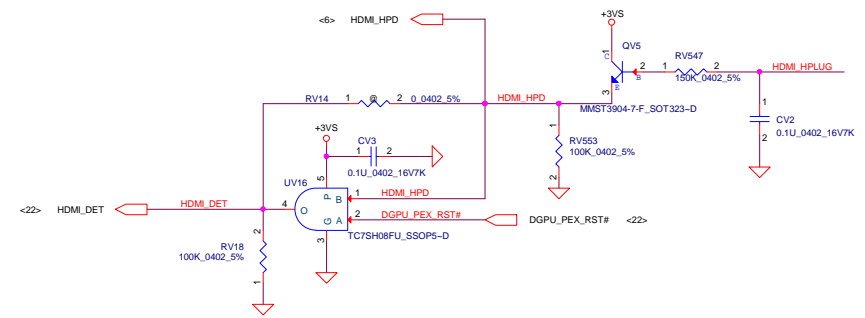 +3VS
<6> HDMI_HPD
C
1
QV5
RV547
2
B
1
2
HDMI_HPLUG
150K_0402_5%
E
3
RV14
1
@
2
0_0402_5%
HDMI_HPD
MMST3904-7-F_SOT323~D
1
CV2
2
0.1U_0402_16V7K
+3VS
CV3
1
2
0.1U_0402_16V7K
1
RV553
100K_0402_5%
2
UV16
5
P
B
1
HDMI_HPD
<22> HDMI_DET
HDMI_DET
4
O
G
A
2
DGPU_PEX_RST#
DGPU_PEX_RST# <22>
3
TC7SH08FU_SSOP5~D
2
RV18
100K_0402_5%
1